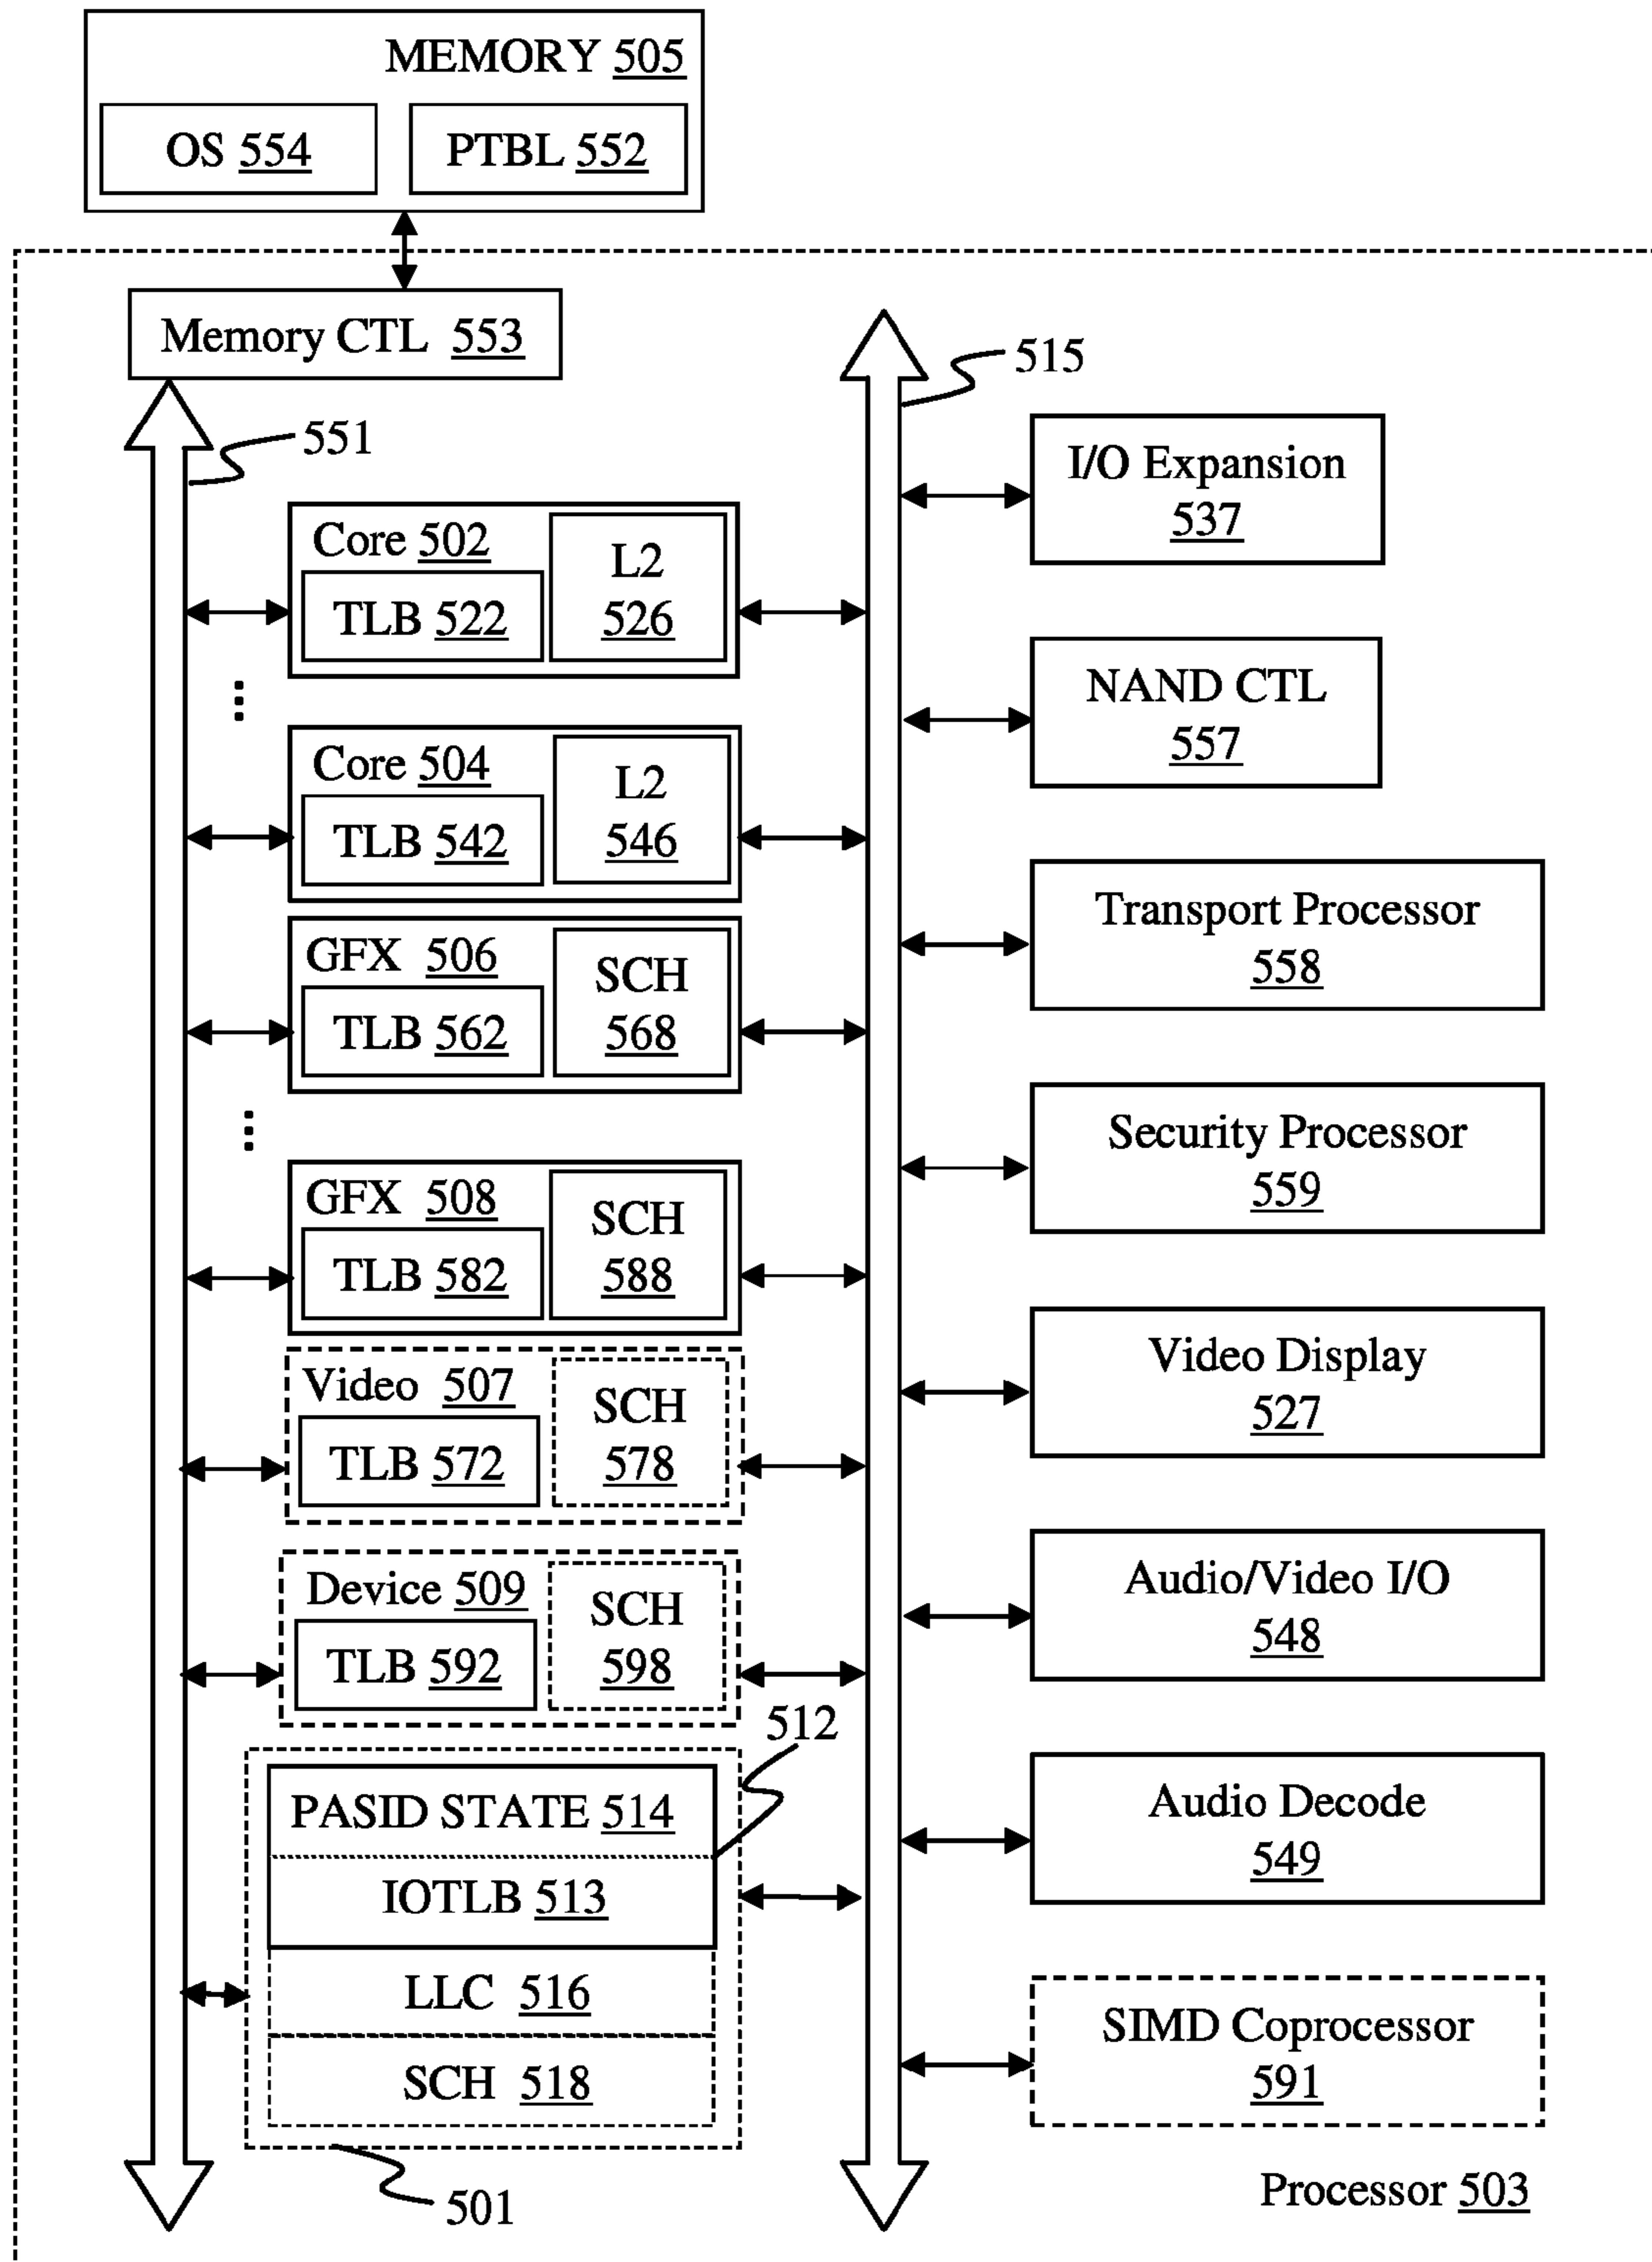 MEMORY 505
OS 554
PTBL 552
Memory CTL 553
551
515
Core 502
TLB 522
L2
526
Core 504
TLB 542
L2
546
GFX 506
TLB 562
SCH
568
GFX 508
TLB 582
SCH
588
Video 507
TLB 572
SCH
578
Device 509
TLB 592
SCH
598
512
PASID STATE 514
IOTLB 513
LLC 516
SCH 518
501
I/O Expansion
537
NAND CTL
557
Transport Processor
558
Security Processor
559
Video Display
527
Audio/Video I/O
548
Audio Decode
549
SIMD Coprocessor
591
Processor 503